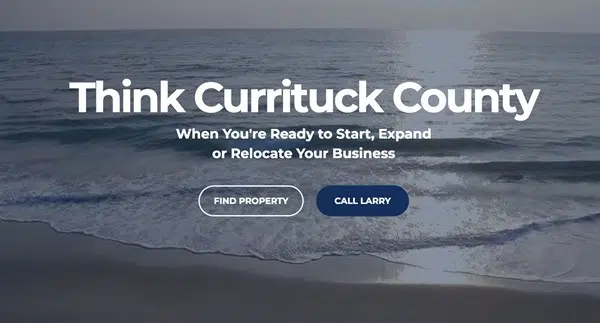 Think Currituck County
When You're Ready to Start, Expand
or Relocate Your Business
FIND PROPERTY
CALL LARRY